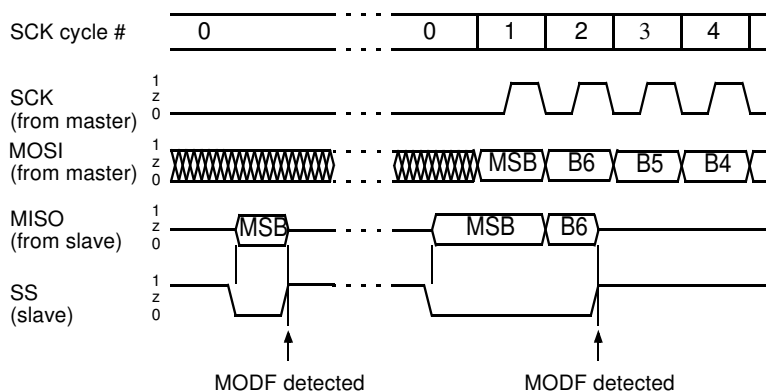 SCK cycle # 0 0 1 2 3 4
SCK
(from master)
1
z
0
MOSI
(from master)
1
z
0
MSB B6 B5 B4
MISO
(from slave)
1
z
0
MSB MSB B6
SS
(slave)
1
z
0
MODF detected MODF detected